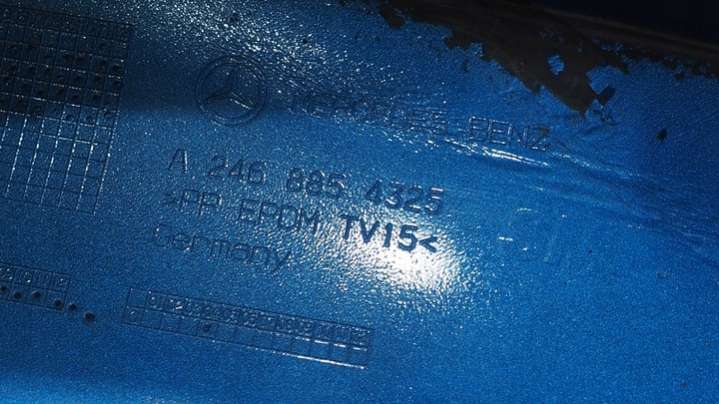 MERCEDES BENZ
A 246 885 4325
>PP EPDM TV15<
Germany